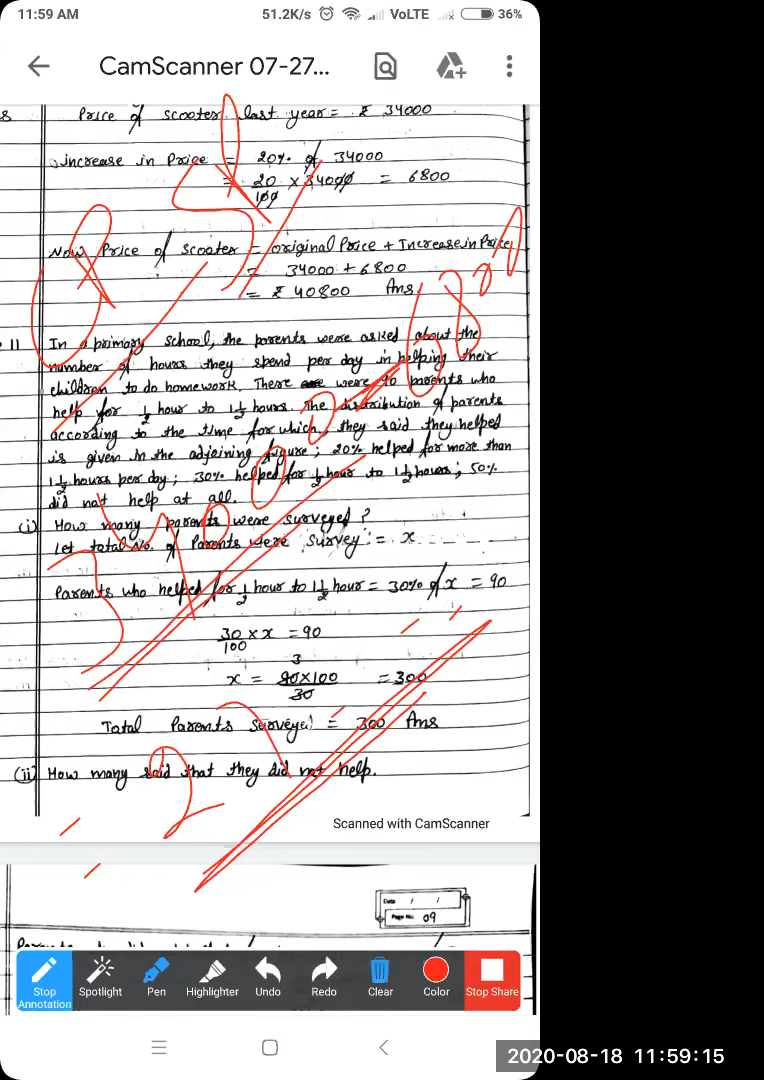 11:59 AM 51.2K/s VoLTE 36%
CamScanner 07-27...
Price of scooter last year = ₹ 34000
Increase in Price = 20% of 34000
= 20/100 × 34000 = 6800
Now Price of scooter = original Price + Increase in Price
= 34000 + 6800
= ₹ 40800 Ans
11 In a primary school, the parents were asked about the
number of hours they spend per day in helping their
children to do homework. There were 90 parents who
help for 1/2 hour to 1 1/2 hours. The distribution of parents
according to the time for which, they said they helped
is given in the adjoining figure; 20% helped for more than
1 1/2 hours per day; 30% helped for 1/2 hour to 1 1/2 hours; 50%
did not help at all.
(i) How many parents were surveyed?
Let total No. of Parents were Survey = x
Parents who helped for 1/2 hour to 1 1/2 hour = 30% of x = 90
30/100 × x = 90
3
x = 90×100/30 = 300
Total Parents Surveyed = 300 Ans
(ii) How many said that they did not help.
Scanned with CamScanner
Date / /
Page No. 09
Stop Annotation
Spotlight
Pen
Highlighter
Undo
Redo
Clear
Color
Stop Share
2020-08-18 11:59:15